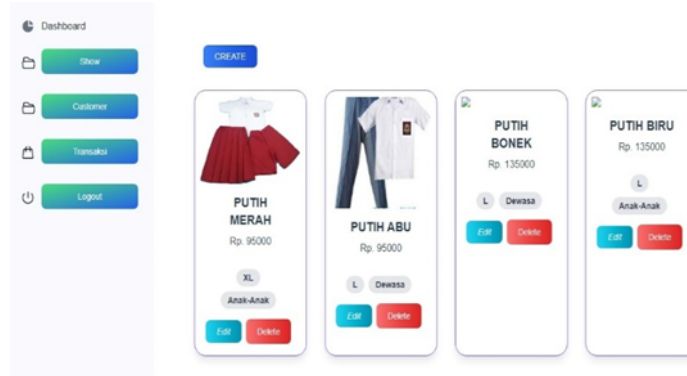 Dashboard
Show
Customer
Transaksi
Logout
CREATE
PUTIH
MERAH
Rp. 95000
XL
Anak-Anak
Edit Delete
PUTIH ABU
Rp. 95000
L Dewasa
Edit Delete
PUTIH
BONEK
Rp. 135000
L Dewasa
Edit Delete
PUTIH BIRU
Rp. 135000
L
Anak-Anak
Edit Delete